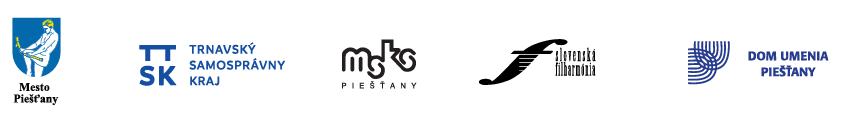 Mesto
Piešťany
TT
SK
TRNAVSKÝ
SAMOSPRÁVNY
KRAJ
msks
PIEŠŤANY
slovenská
filharmónia
DOM UMENIA
PIEŠŤANY